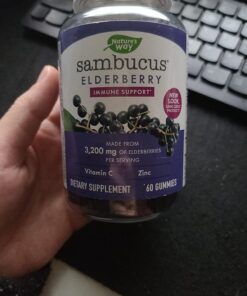 Nature's
Way
sambucus
ELDERBERRY
IMMUNE SUPPORT*
NEW
LOOK
MADE FROM
3,200 mg OF ELDERBERRIES
PER SERVING
Vitamin C Zinc
DIETARY SUPPLEMENT 60 GUMMIES